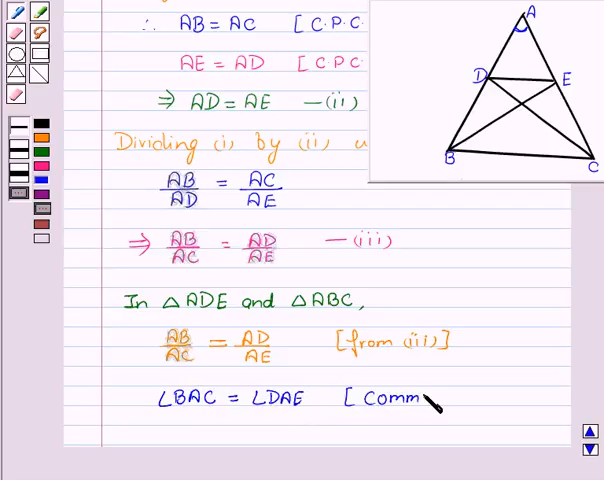 ∴ AB = AC [C.P.C.
AE = AD [C.P.C
⇒ AD = AE —(ii)
Dividing (i) by (ii) u
AB/AD = AC/AE
⇒ AB/AC = AD/AE —(iii)
In △ADE and △ABC,
AB/AC = AD/AE [from (iii)]
∠BAC = ∠DAE [Comm
A
D
E
B
C